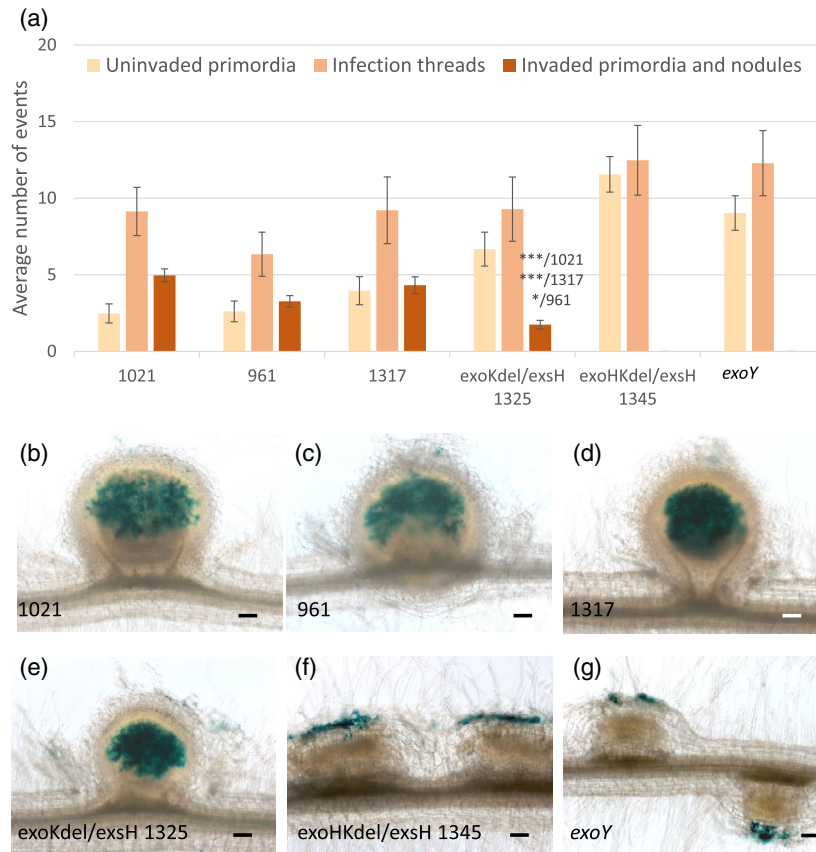 (a)
20
15
10
5
0
Average number of events
Uninvaded primordia
Infection threads
Invaded primordia and nodules
***/1021
***/1317
*/961
1021
961
1317
exoKdel/exsH
1325
exoHKdel/exsH
1345
exoY
(b)
1021
(c)
961
(d)
1317
(e)
exoKdel/exsH 1325
(f)
exoHKdel/exsH 1345
(g)
exoY